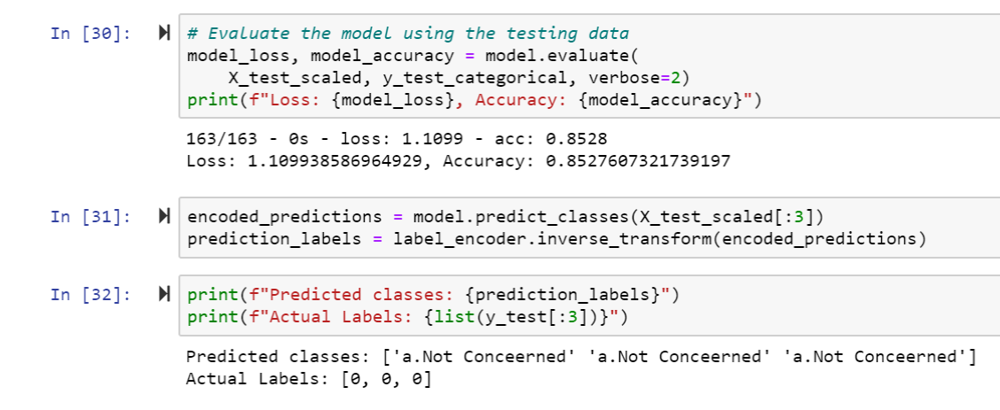 In [30]: # Evaluate the model using the testing data
model_loss, model_accuracy = model.evaluate(
    X_test_scaled, y_test_categorical, verbose=2)
print(f"Loss: {model_loss}, Accuracy: {model_accuracy}")
163/163 - 0s - loss: 1.1099 - acc: 0.8528
Loss: 1.109938586964929, Accuracy: 0.8527607321739197
In [31]: encoded_predictions = model.predict_classes(X_test_scaled[:3])
prediction_labels = label_encoder.inverse_transform(encoded_predictions)
In [32]: print(f"Predicted classes: {prediction_labels}")
print(f"Actual Labels: {list(y_test[:3])}")
Predicted classes: ['a.Not Conceerned' 'a.Not Conceerned' 'a.Not Conceerned']
Actual Labels: [0, 0, 0]